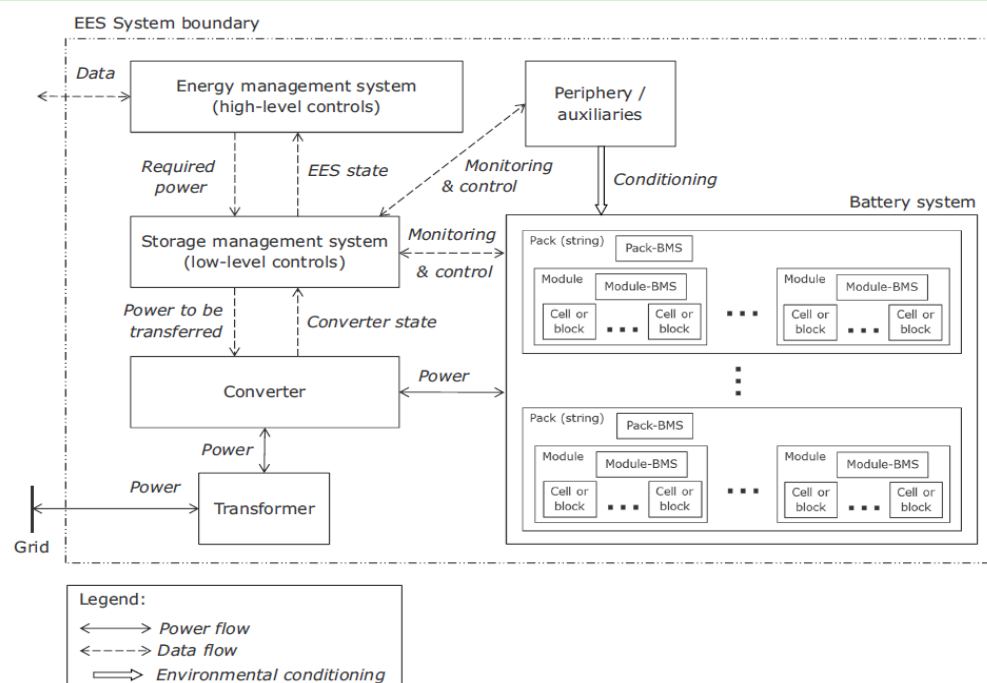 EES System boundary
Data
Energy management system
(high-level controls)
Periphery /
auxiliaries
Required
power
EES state
Monitoring
& control
Conditioning
Battery system
Storage management system
(low-level controls)
Monitoring
& control
Power to be
transferred
Converter state
Converter
Power
Power
Power
Transformer
Grid
Pack (string)
Pack-BMS
Module
Module-BMS
Cell or
block
...
Cell or
block
...
Module
Module-BMS
Cell or
block
...
Cell or
block
...
Pack (string)
Pack-BMS
Module
Module-BMS
Cell or
block
...
Cell or
block
...
Module
Module-BMS
Cell or
block
...
Cell or
block
Legend:
Power flow
Data flow
Environmental conditioning